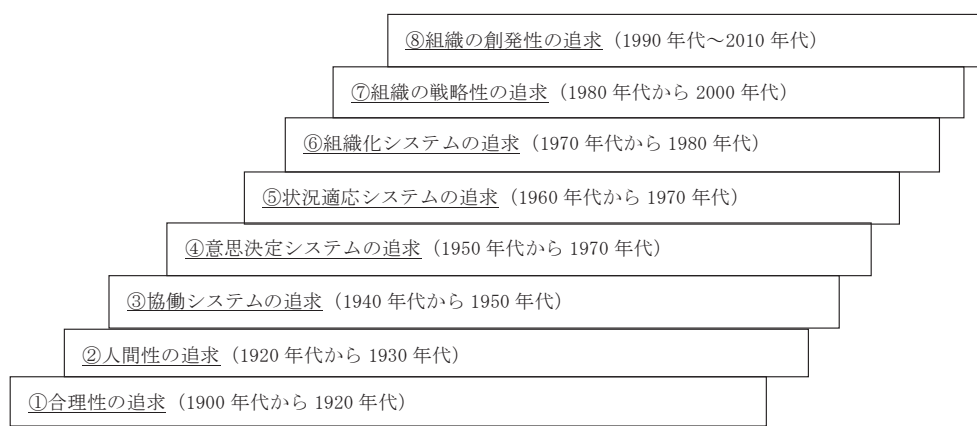 ⑧組織の創発性の追求（1990 年代～2010 年代）
⑦組織の戦略性の追求（1980 年代から 2000 年代）
⑥組織化システムの追求（1970 年代から 1980 年代）
⑤状況適応システムの追求（1960 年代から 1970 年代）
④意思決定システムの追求（1950 年代から 1970 年代）
③協働システムの追求（1940 年代から 1950 年代）
②人間性の追求（1920 年代から 1930 年代）
①合理性の追求（1900 年代から 1920 年代）